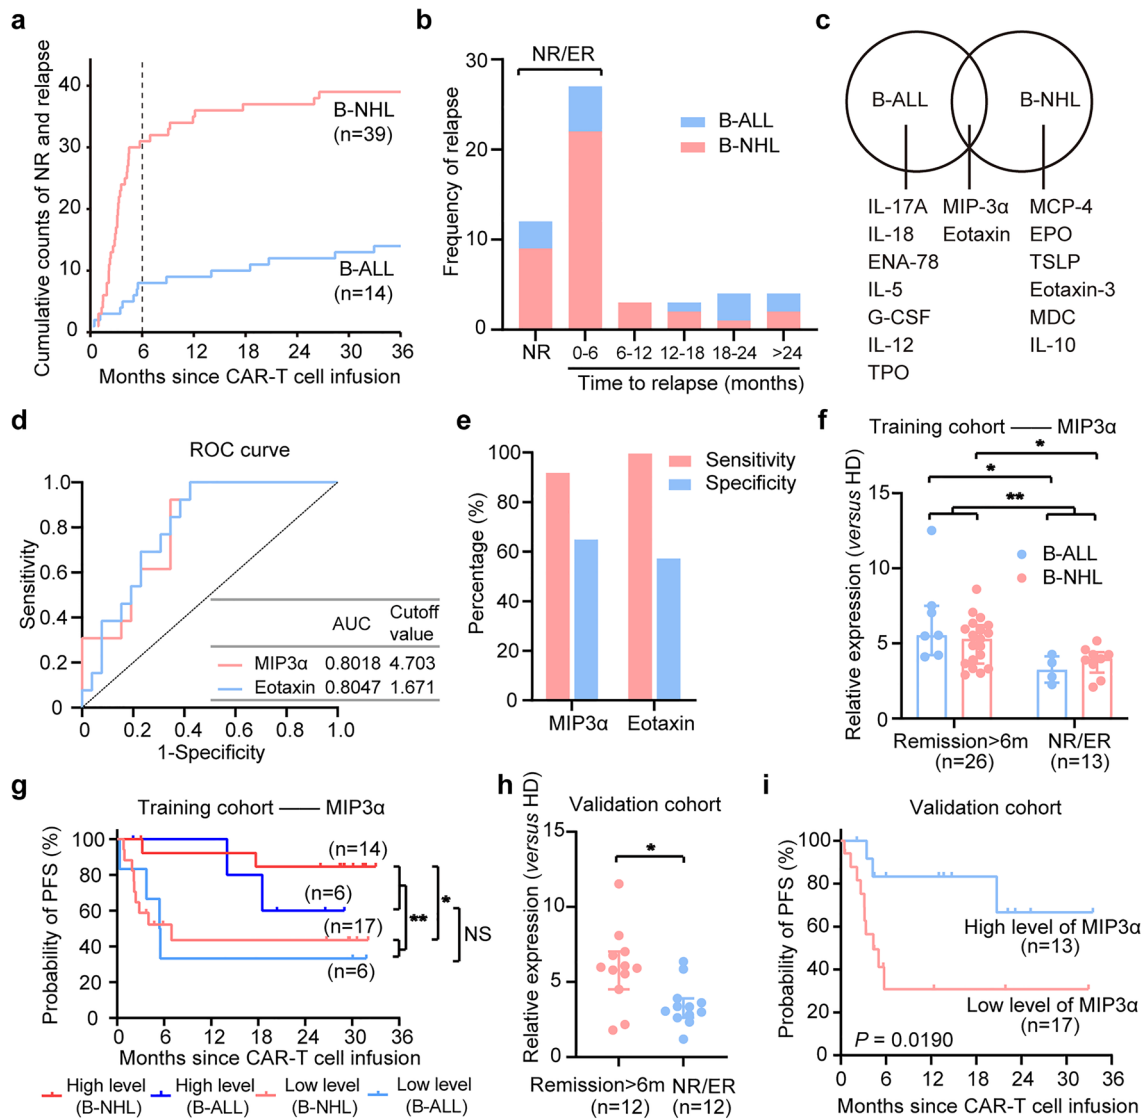 a
Cumulative counts of NR and relapse
40
30
20
10
0
B-NHL
(n=39)
B-ALL
(n=14)
0 6 12 18 24 30 36
Months since CAR-T cell infusion
b
Frequency of relapse
30
20
10
0
NR/ER
B-ALL
B-NHL
NR 0-6 6-12 12-18 18-24 >24
Time to relapse (months)
c
B-ALL B-NHL
IL-17A MIP-3α MCP-4
IL-18 Eotaxin EPO
ENA-78 TSLP
IL-5 Eotaxin-3
G-CSF MDC
IL-12 IL-10
TPO
d
ROC curve
Sensitivity
1.0
0.8
0.6
0.4
0.2
0
AUC Cutoff
value
MIP3α 0.8018 4.703
Eotaxin 0.8047 1.671
0 0.2 0.4 0.6 0.8 1.0
1-Specificity
e
Percentage (%)
100
80
60
40
20
0
Sensitivity
Specificity
MIP3α Eotaxin
f
Training cohort —— MIP3α
Relative expression (versus HD)
15
10
5
0
*
*
**
B-ALL
B-NHL
Remission>6m NR/ER
(n=26) (n=13)
g
Training cohort —— MIP3α
Probability of PFS (%)
100
80
60
40
20
0
(n=14)
(n=6)
(n=17)
(n=6)
**
*
NS
0 6 12 18 24 30 36
Months since CAR-T cell infusion
High level
(B-NHL)
High level
(B-ALL)
Low level
(B-NHL)
Low level
(B-ALL)
h
Validation cohort
Relative expression (versus HD)
15
10
5
0
*
Remission>6m NR/ER
(n=12) (n=12)
i
Validation cohort
Probability of PFS (%)
100
80
60
40
20
0
High level of MIP3α
(n=13)
Low level of MIP3α
(n=17)
P = 0.0190
0 6 12 18 24 30 36
Months since CAR-T cell infusion